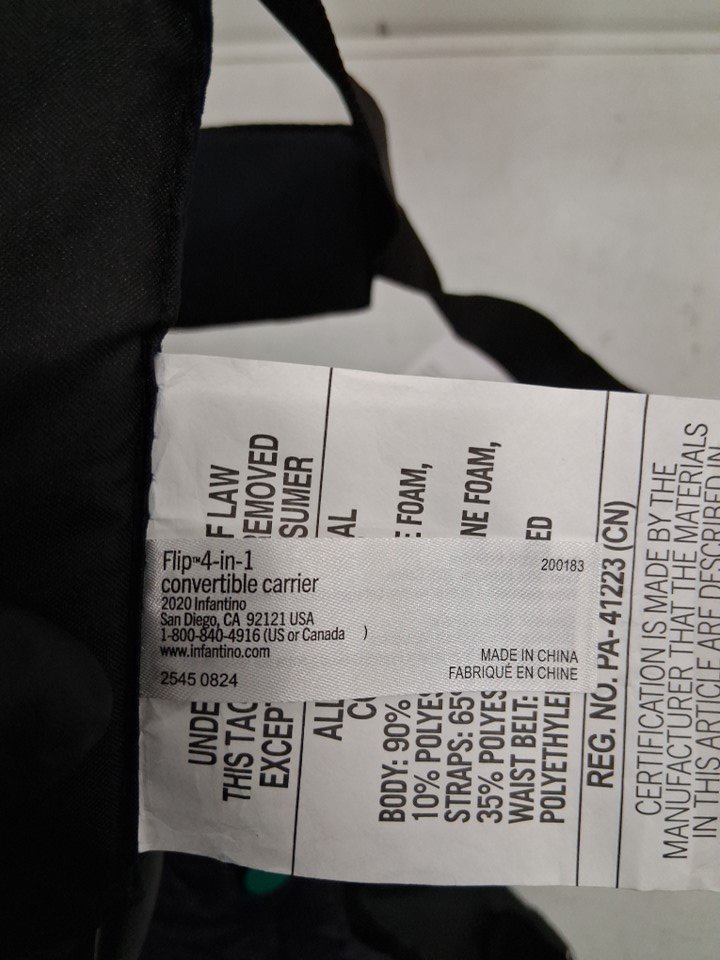 Flip™4-in-1
convertible carrier
2020 Infantino
San Diego, CA 92121 USA
1-800-840-4916 (US or Canada )
www.infantino.com
2545 0824
200183
MADE IN CHINA
FABRIQUÉ EN CHINE
UNDE F LAW
THIS TAG EMOVED
EXCEP SUMER
ALL AL
CO
BODY: 90% FOAM,
10% POLYES
STRAPS: 65 NE FOAM,
35% POLYES
WAIST BELT: ED
POLYETHYLE
REG. NO. PA-41223 (CN)
CERTIFICATION IS MADE BY THE
MANUFACTURER THAT THE MATERIALS
IN THIS ARTICLE ARE DESCRIBED IN